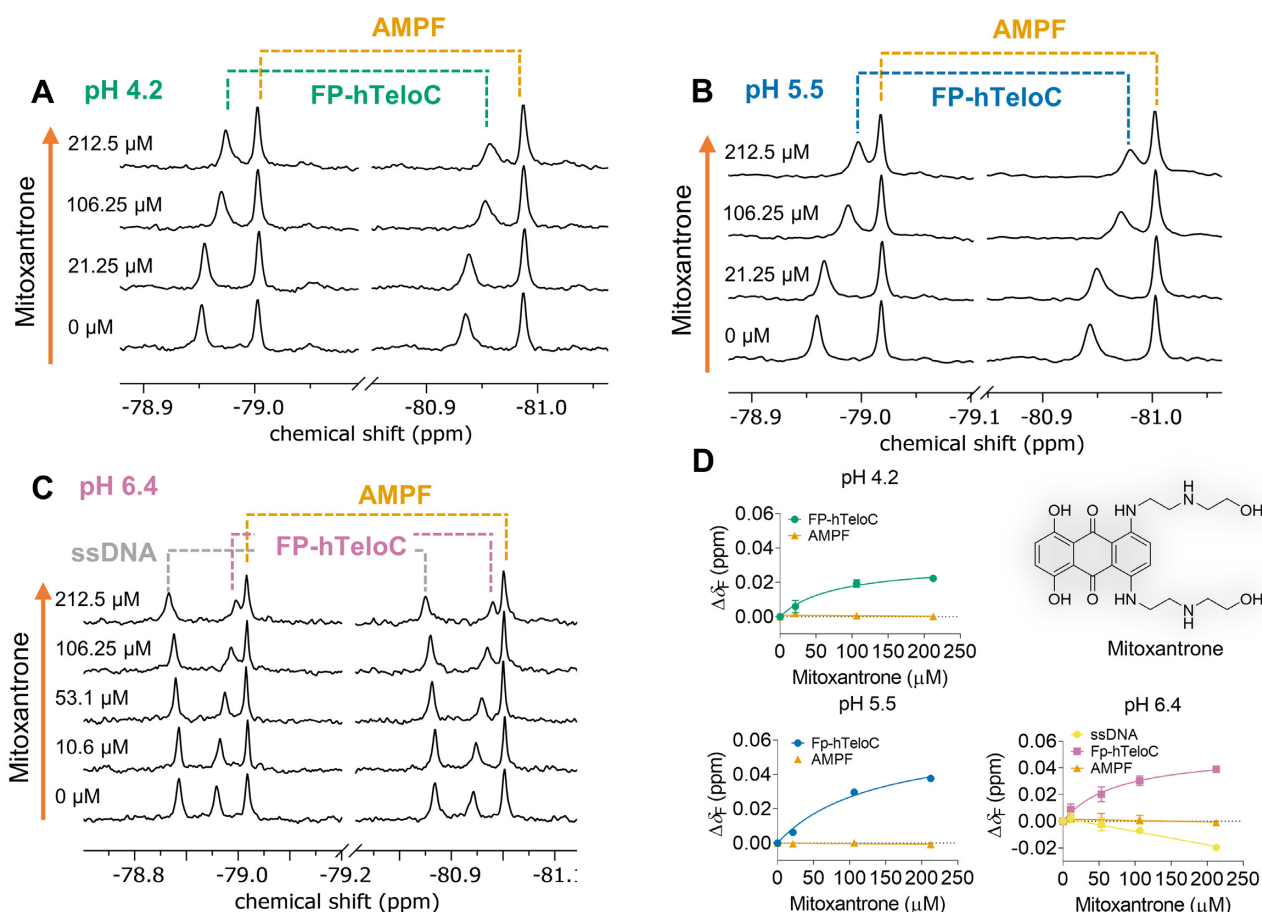 A
pH 4.2
AMPF
FP-hTeloC
Mitoxantrone
212.5 µM
106.25 µM
21.25 µM
0 µM
-78.9
-79.0
-80.9
-81.0
chemical shift (ppm)
B
pH 5.5
AMPF
FP-hTeloC
Mitoxantrone
212.5 µM
106.25 µM
21.25 µM
0 µM
-78.9
-79.0
-79.1
-80.9
-81.0
chemical shift (ppm)
C
pH 6.4
AMPF
ssDNA
FP-hTeloC
Mitoxantrone
212.5 µM
106.25 µM
53.1 µM
10.6 µM
0 µM
-78.8
-79.0
-79.2
-80.9
-81.1
chemical shift (ppm)
D
pH 4.2
FP-hTeloC
AMPF
0.06
0.04
0.02
0.00
ΔδF (ppm)
0 50 100 150 200 250
Mitoxantrone (µM)
H
N
OH
OH
O
HN
OH
O
HN
N
H
OH
Mitoxantrone
pH 5.5
Fp-hTeloC
AMPF
0.06
0.04
0.02
0.00
ΔδF (ppm)
0 50 100 150 200 250
Mitoxantrone (µM)
pH 6.4
ssDNA
Fp-hTeloC
AMPF
0.06
0.04
0.02
0.00
-0.02
ΔδF (ppm)
0 50 100 150 200 250
Mitoxantrone (µM)